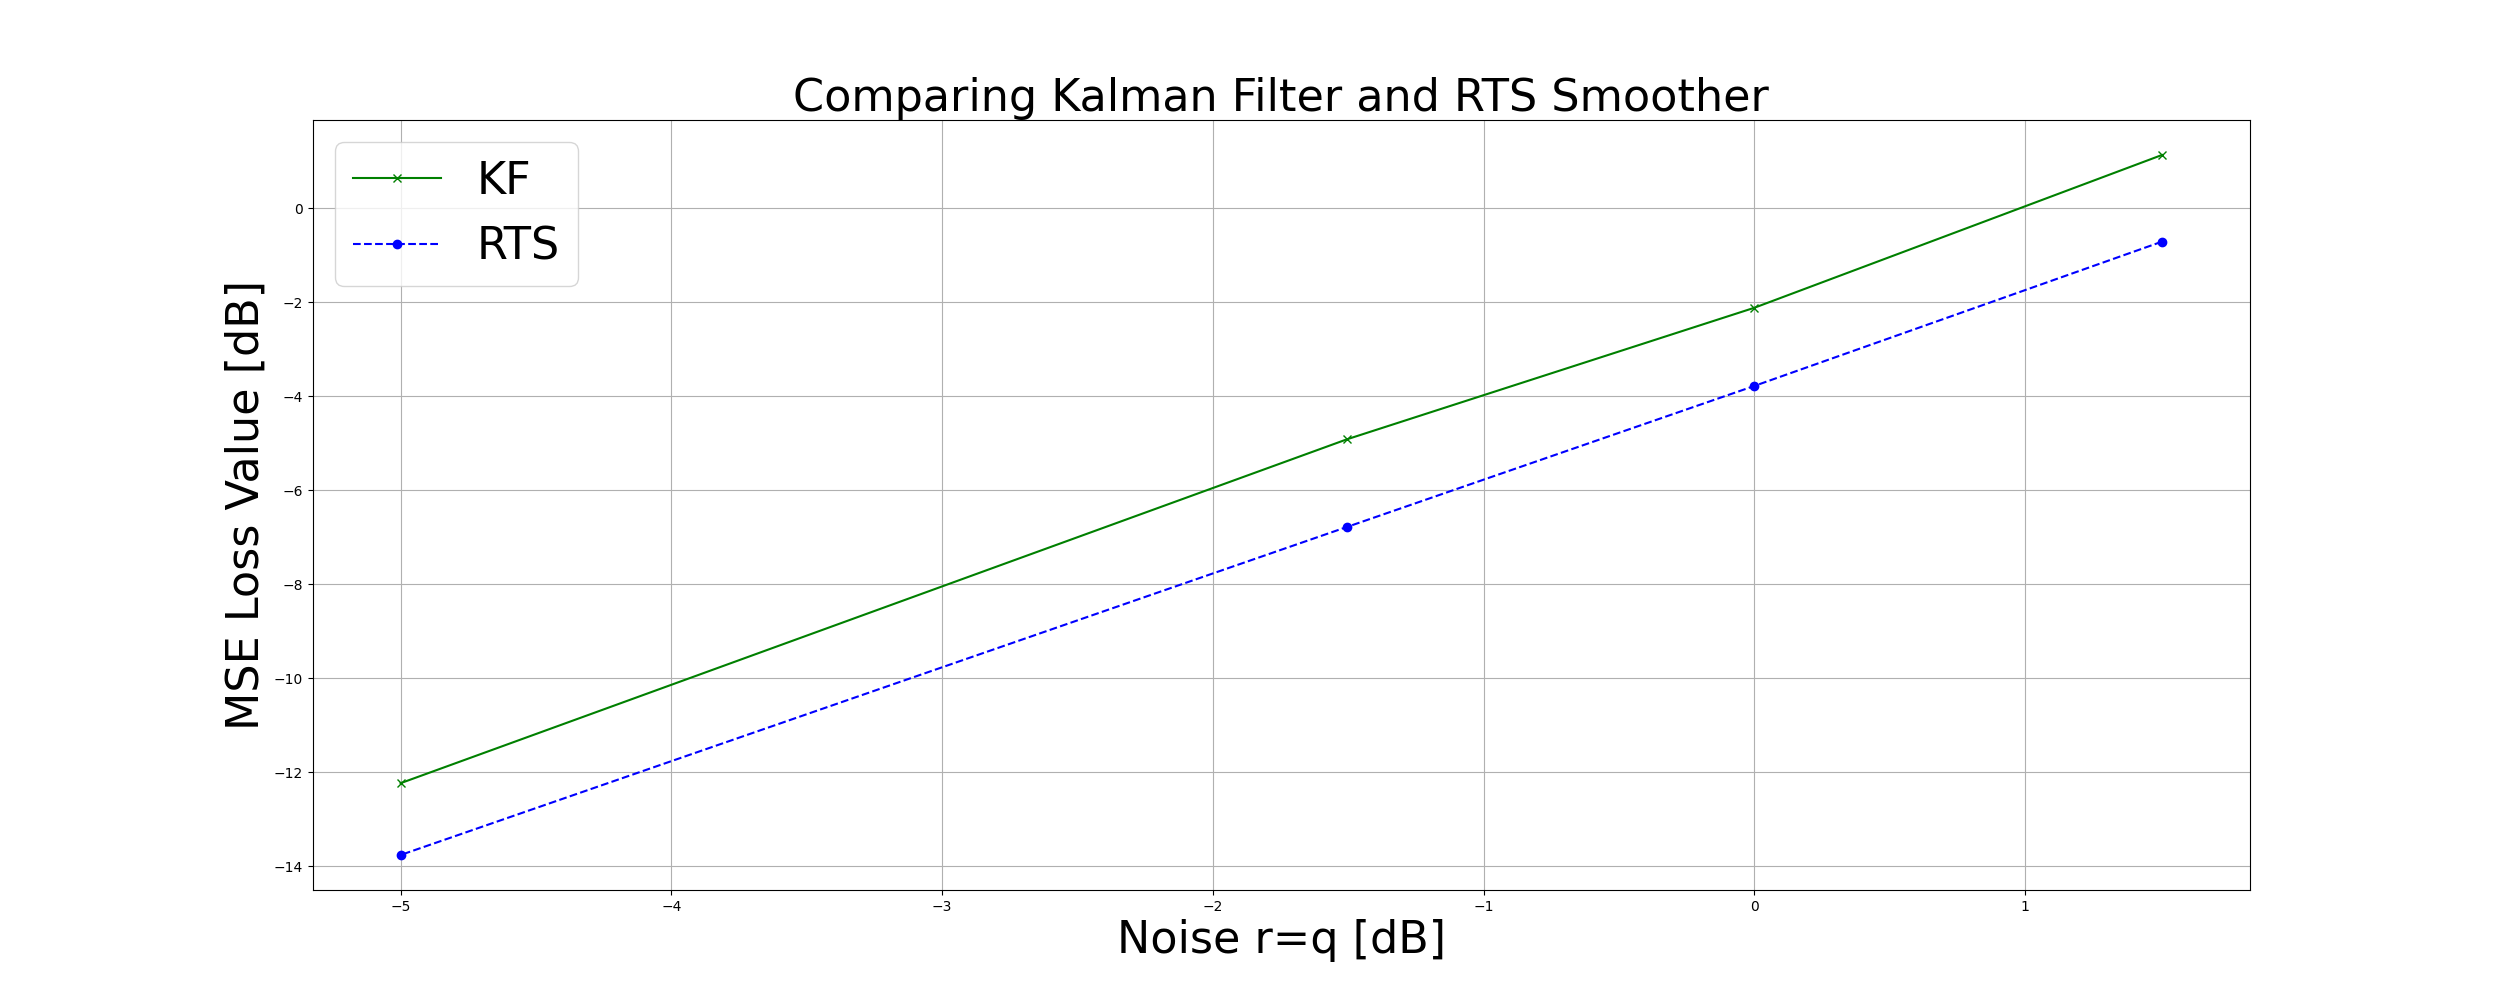 Comparing Kalman Filter and RTS Smoother
KF
RTS
MSE Loss Value [dB]
0
−2
−4
−6
−8
−10
−12
−14
−5 −4 −3 −2 −1 0 1
Noise r=q [dB]